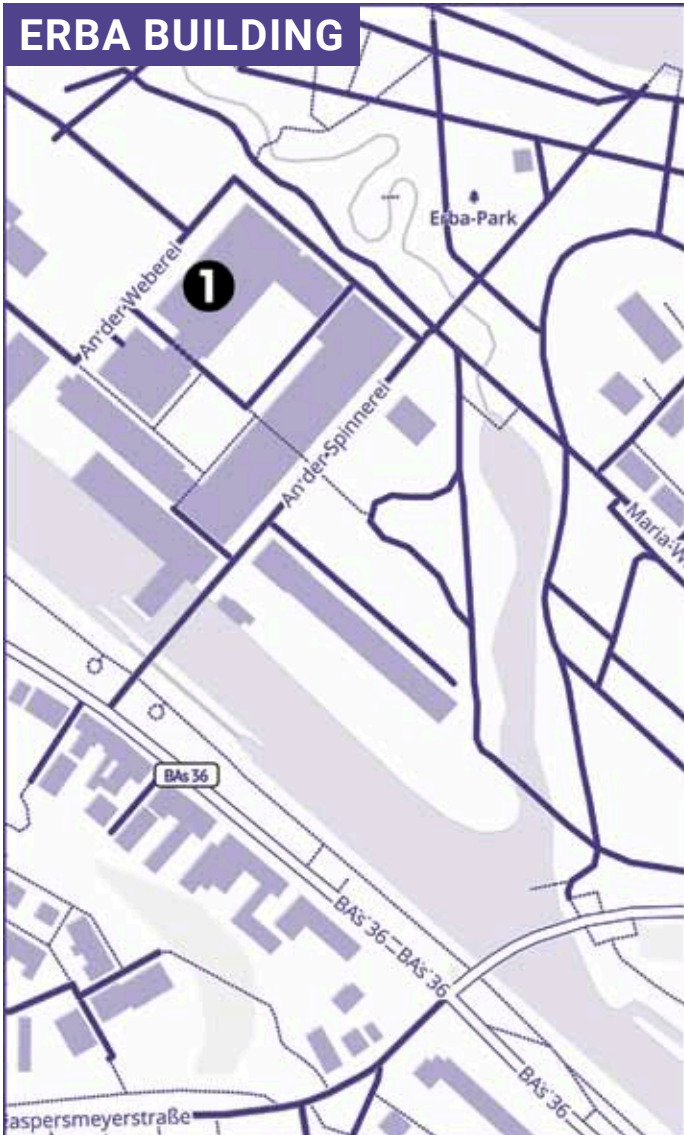 ERBA BUILDING
Erba-Park
An der Weberei
1
An der Spinnerei
Maria-W
BAs 36
BAs 36
BAs 36
BAs 36
aspersmeyerstraße